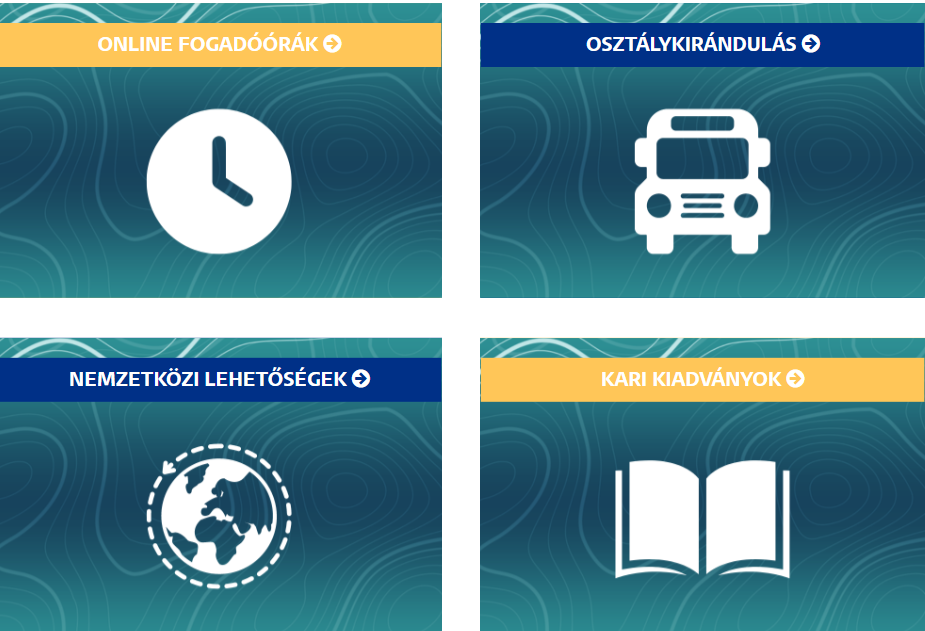 ONLINE FOGADÓÓRÁK
OSZTÁLYKIRÁNDULÁS
NEMZETKÖZI LEHETŐSÉGEK
KARI KIADVÁNYOK